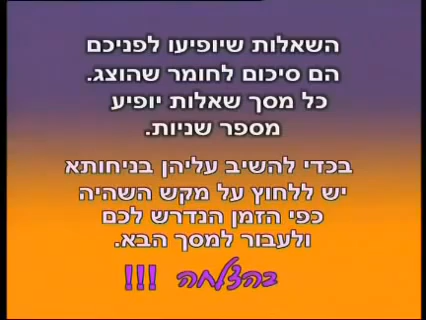 השאלות שיופיעו לפניכם
הם סיכום לחומר שהוצג.
כל מסך שאלות יופיע
מספר שניות.
בכדי להשיב עליהן בניחותא
יש ללחוץ על מקש השהיה
כפי הזמן הנדרש לכם
ולעבור למסך הבא.
בהצלחה !!!